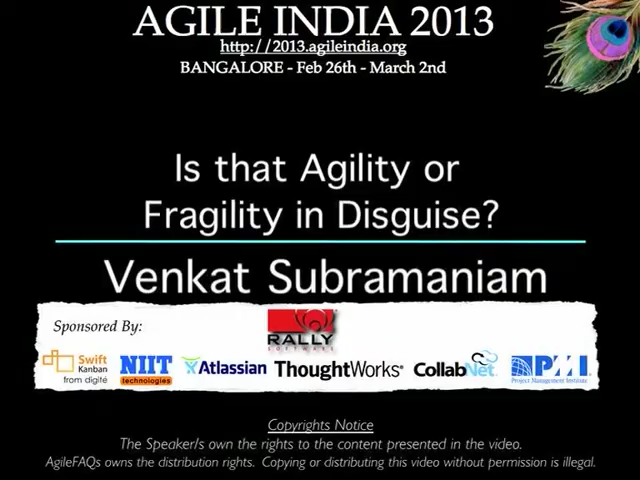 AGILE INDIA 2013
http://2013.agileindia.org
BANGALORE - Feb 26th - March 2nd
Is that Agility or
Fragility in Disguise?
Venkat Subramaniam
Sponsored By:
RALLY
SOFTWARE
Swift
Kanban
from digité
NIIT
technologies
Atlassian
ThoughtWorks®
CollabNet
PMI
Project Management Institute
Copyrights Notice
The Speaker/s own the rights to the content presented in the video.
AgileFAQs owns the distribution rights. Copying or distributing this video without permission is illegal.